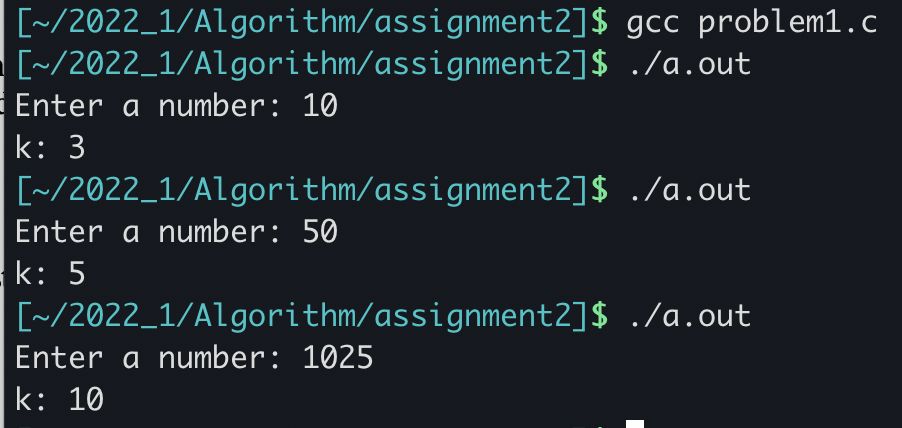 [~/2022_1/Algorithm/assignment2]$ gcc problem1.c
[~/2022_1/Algorithm/assignment2]$ ./a.out
Enter a number: 10
k: 3
[~/2022_1/Algorithm/assignment2]$ ./a.out
Enter a number: 50
k: 5
[~/2022_1/Algorithm/assignment2]$ ./a.out
Enter a number: 1025
k: 10